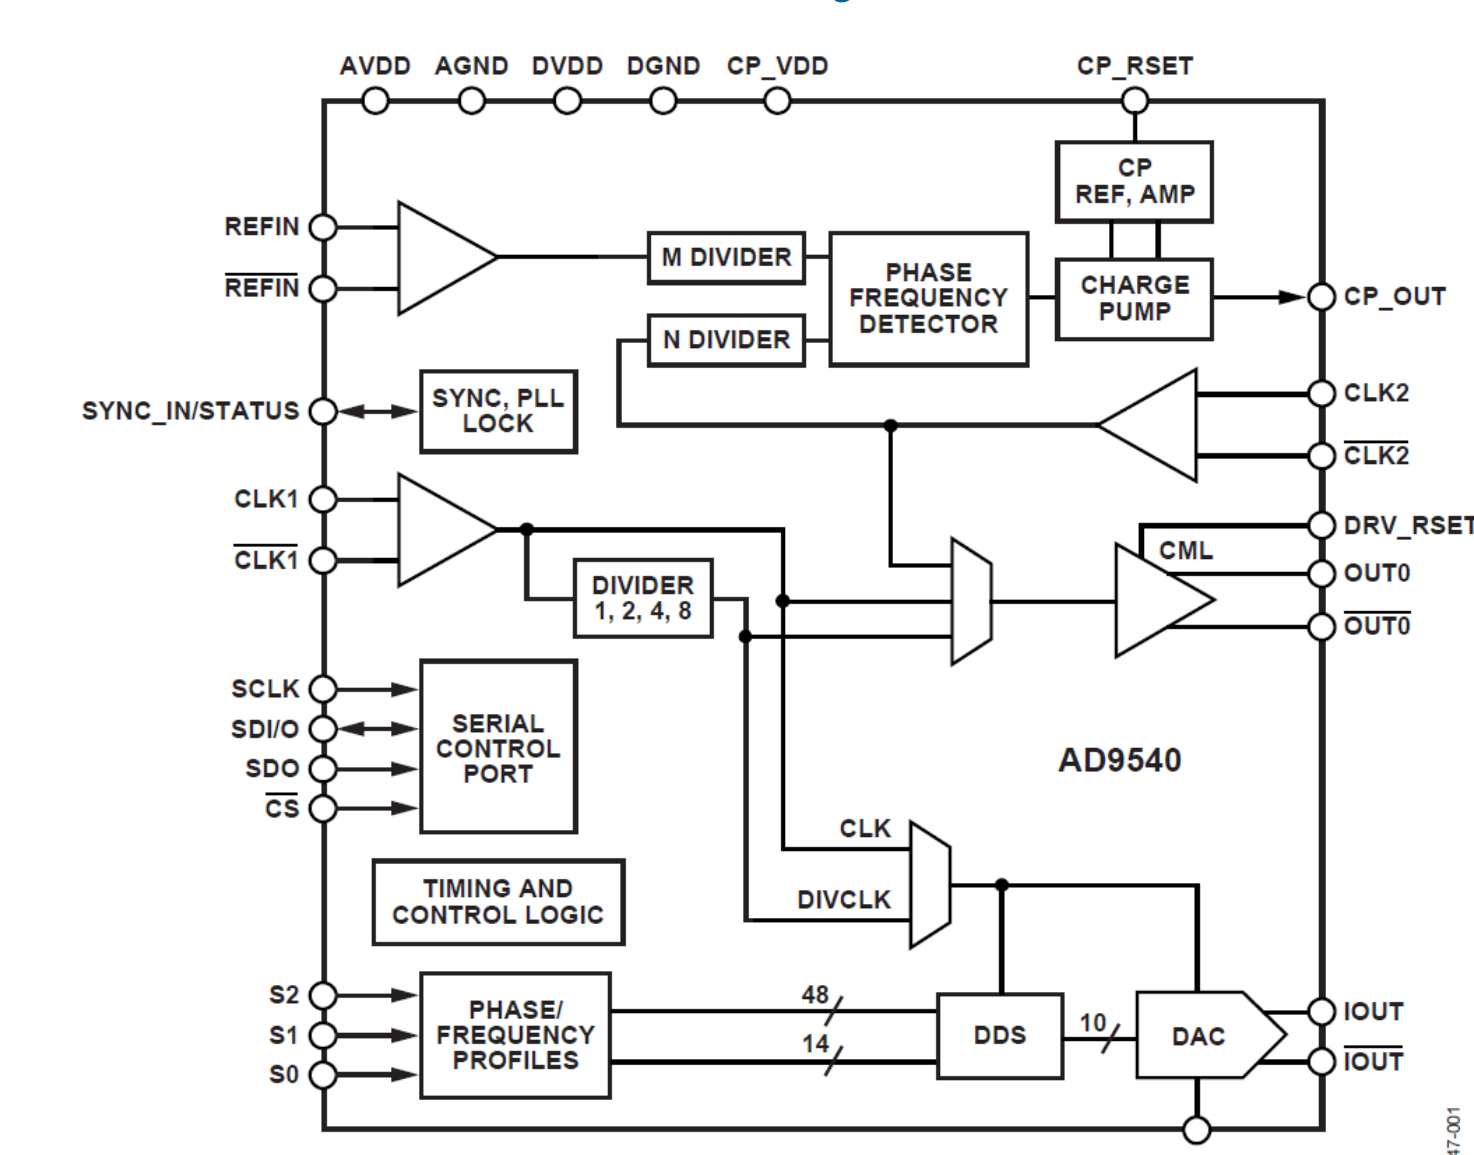 AVDD AGND DVDD DGND CP_VDD CP_RSET
CP
REF, AMP
REFIN
REFIN
M DIVIDER
N DIVIDER
PHASE
FREQUENCY
DETECTOR
CHARGE
PUMP
CP_OUT
SYNC_IN/STATUS
SYNC, PLL
LOCK
CLK2
CLK2
CLK1
CLK1
DIVIDER
1, 2, 4, 8
DRV_RSET
CML
OUT0
OUT0
SCLK
SDI/O
SDO
CS
SERIAL
CONTROL
PORT
AD9540
CLK
DIVCLK
TIMING AND
CONTROL LOGIC
S2
S1
S0
PHASE/
FREQUENCY
PROFILES
48
14
DDS
10
DAC
IOUT
IOUT
47-001